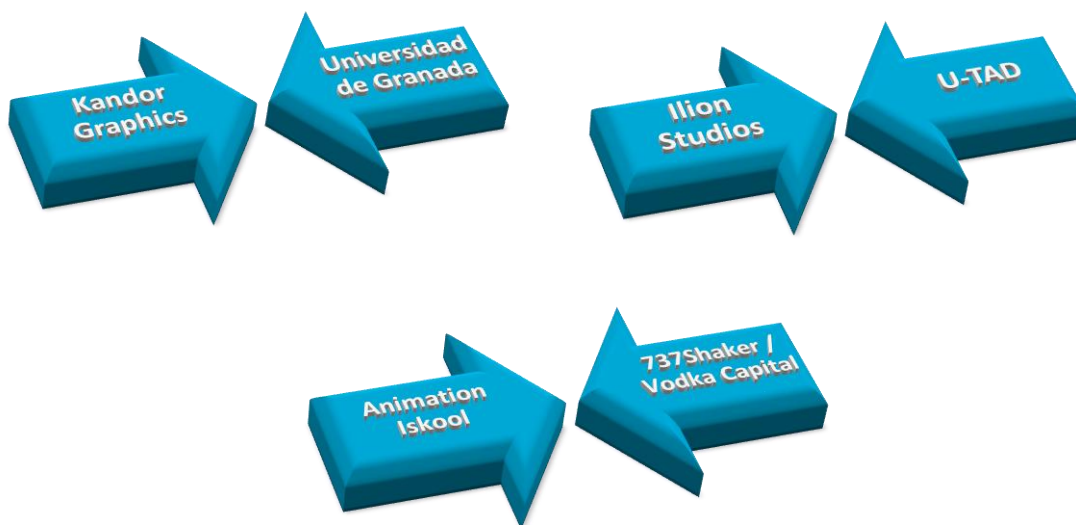 Kandor
Graphics
Universidad
de Granada
Ilion
Studios
U-TAD
Animation
Iskool
737Shaker /
Vodka Capital